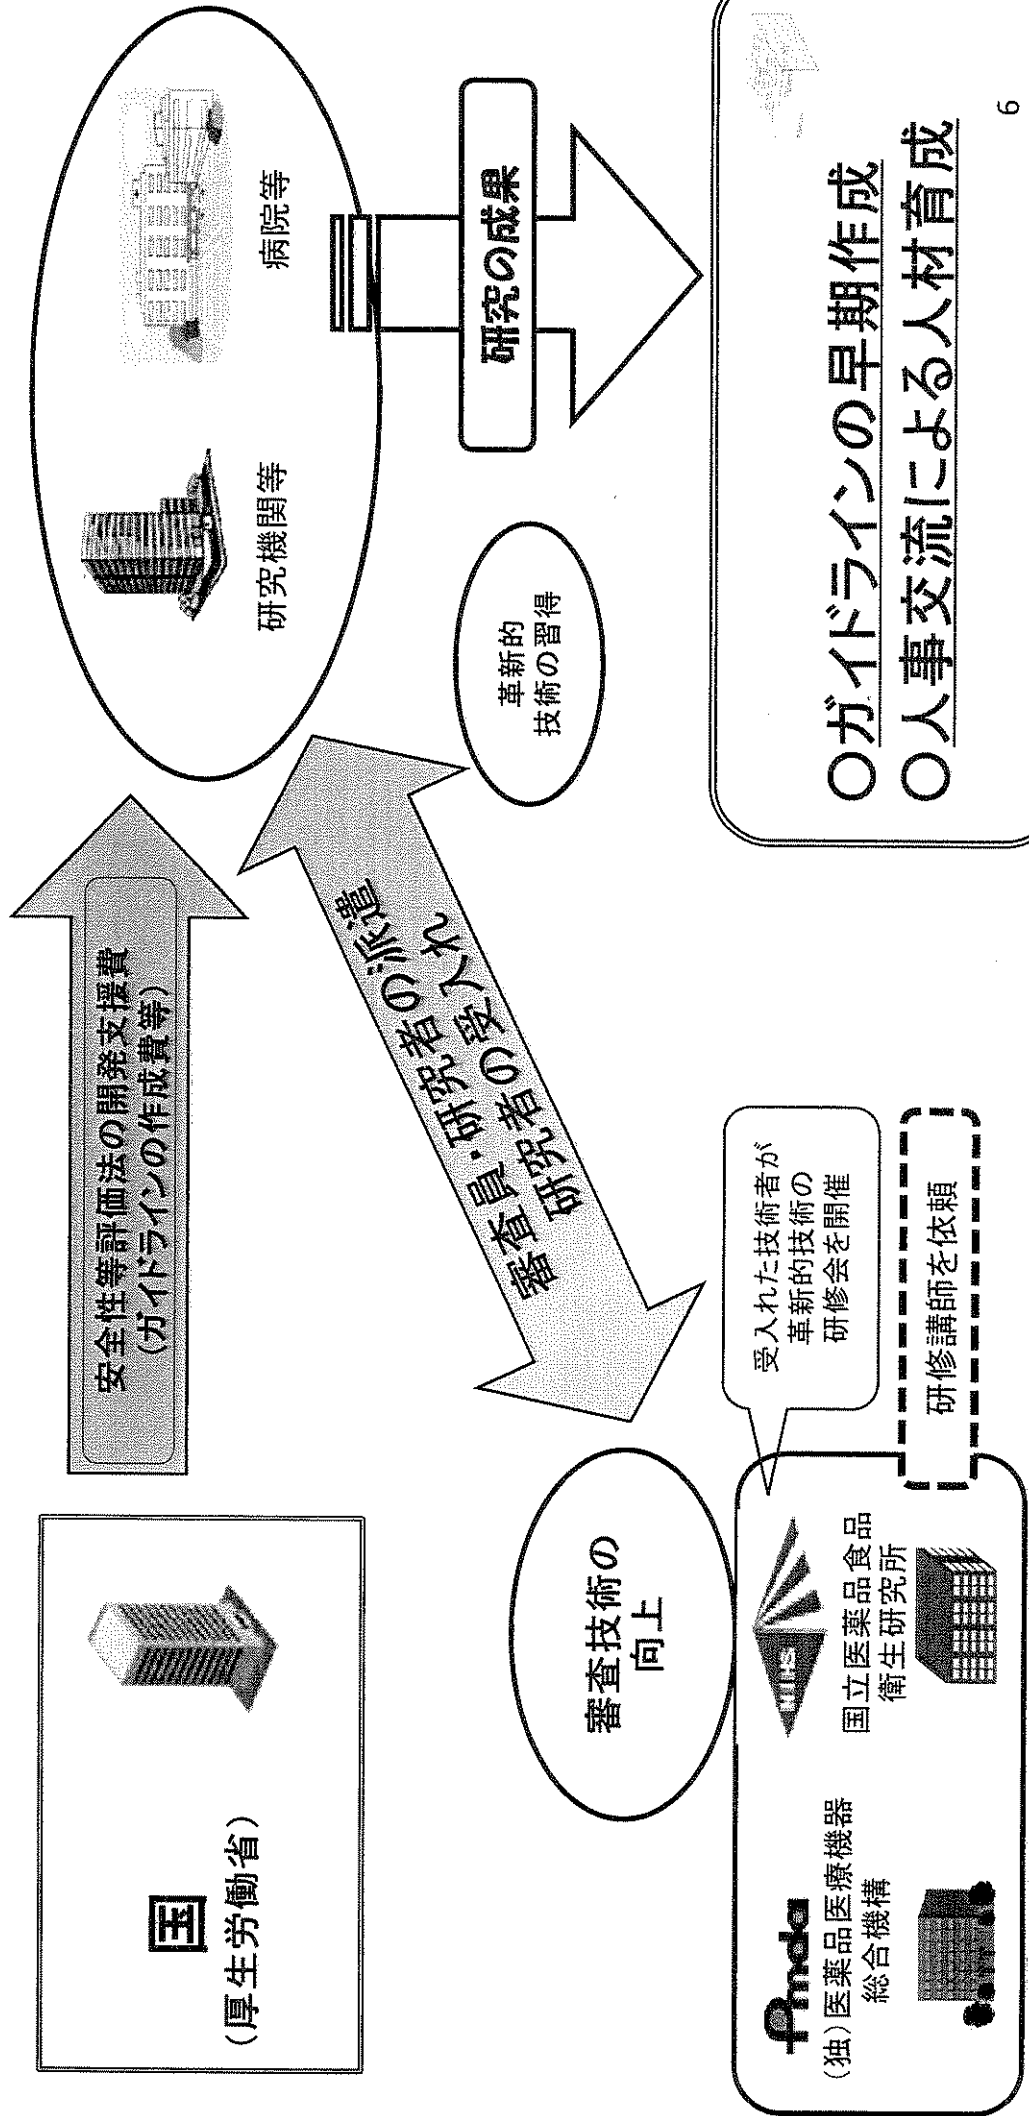 国
（厚生労働省）
安全性等評価法の開発支援費
（ガイドラインの作成費等）
研究機関等
病院等
審査員・研究者の派遣
研究者の受入れ
革新的
技術の習得
研究の成果
審査技術の
向上
Pmda
（独）医薬品医療機器
総合機構
NIHS
国立医薬品食品
衛生研究所
受入れた技術者が
革新的技術の
研修会を開催
研修講師を依頼
○ガイドラインの早期作成
○人事交流による人材育成
6